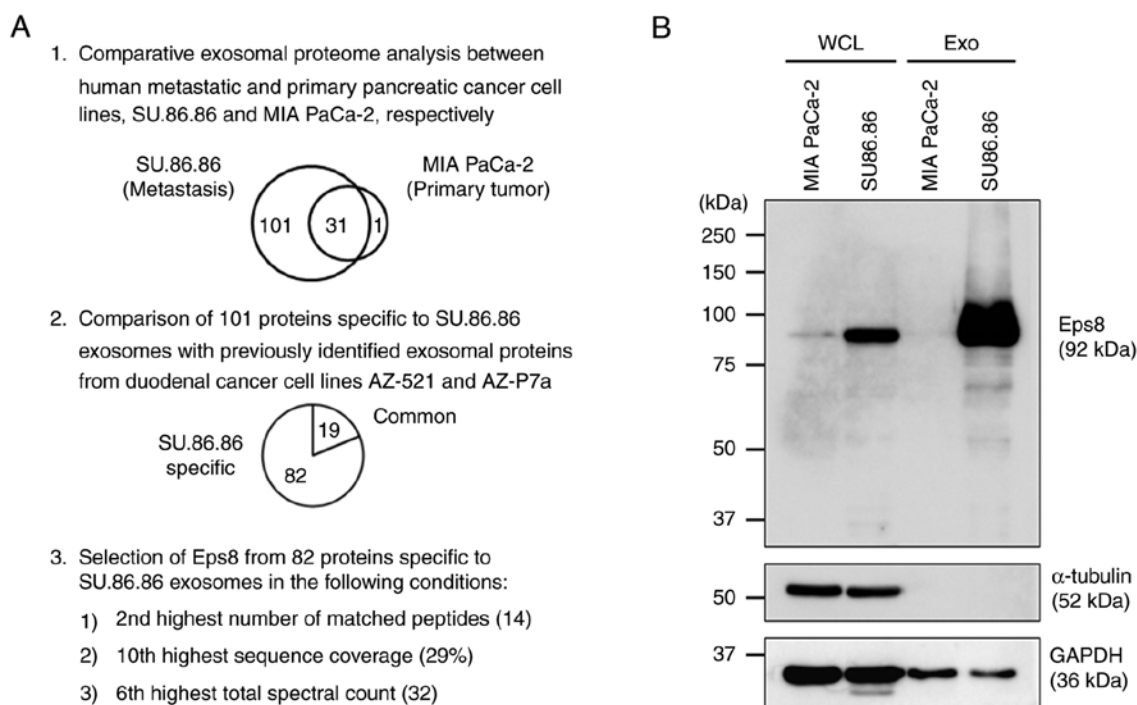 A
1. Comparative exosomal proteome analysis between
human metastatic and primary pancreatic cancer cell
lines, SU.86.86 and MIA PaCa-2, respectively
SU.86.86
(Metastasis)
MIA PaCa-2
(Primary tumor)
101
31
1
2. Comparison of 101 proteins specific to SU.86.86
exosomes with previously identified exosomal proteins
from duodenal cancer cell lines AZ-521 and AZ-P7a
Common
19
SU.86.86
specific
82
3. Selection of Eps8 from 82 proteins specific to
SU.86.86 exosomes in the following conditions:
1) 2nd highest number of matched peptides (14)
2) 10th highest sequence coverage (29%)
3) 6th highest total spectral count (32)
B
WCL
Exo
MIA PaCa-2
SU86.86
MIA PaCa-2
SU86.86
(kDa)
250
150
100
75
50
37
Eps8
(92 kDa)
50
α-tubulin
(52 kDa)
37
GAPDH
(36 kDa)